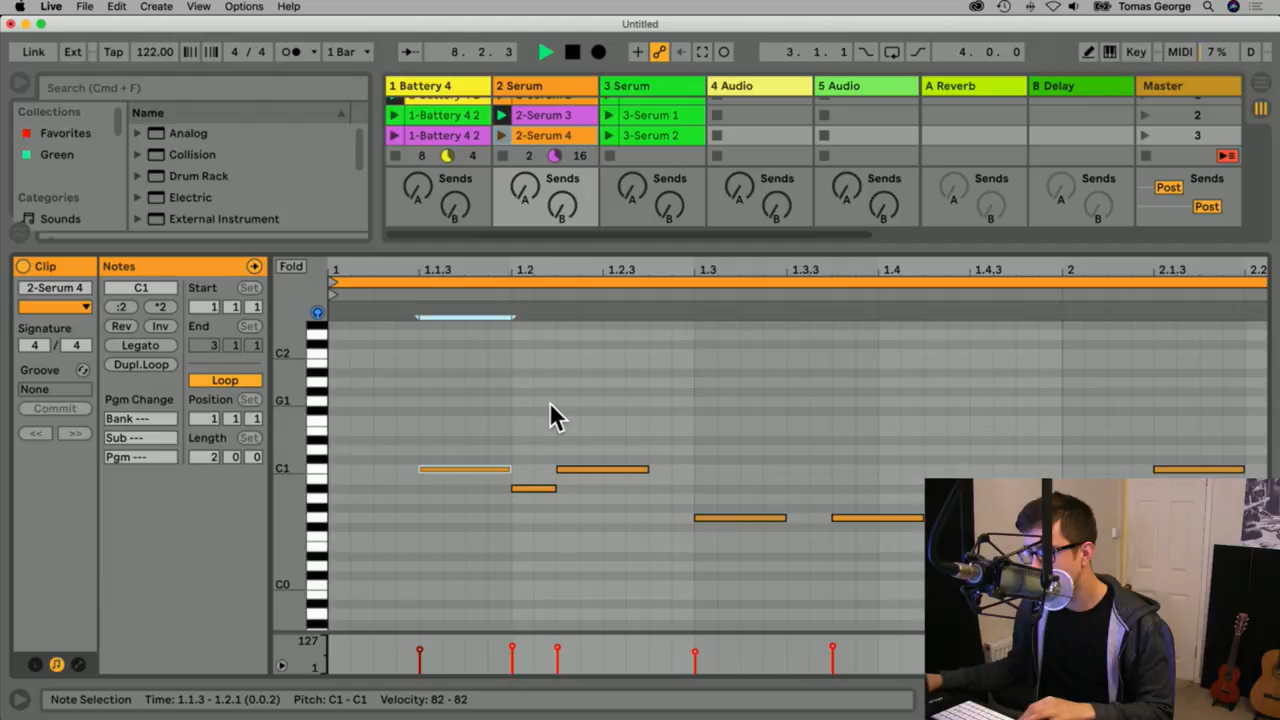 Live File Edit Create View Options Help Tomas George
Untitled
Link Ext Tap 122.00 4 / 4 1 Bar 8. 2. 3 3. 1. 1 4. 0. 0 Key MIDI 7 % D
Search (Cmd + F)
1 Battery 4 2 Serum 3 Serum 4 Audio 5 Audio A Reverb B Delay Master
Collections Name
Favorites Analog
1-Battery 4 2 2-Serum 3 3-Serum 1 2
1-Battery 4 2 2-Serum 4 3-Serum 2 3
Green Collision
8 4 2 16
Drum Rack
Sends Sends Sends Sends Sends Sends Sends Sends
Post
Categories Electric
A A A A A A A
Post
Sounds External Instrument
B B B B B B B
Clip Notes Fold 1 1.1.3 1.2 1.2.3 1.3 1.3.3 1.4 1.4.3 2 2.1.3 2.2
2-Serum 4 C1 Start Set
:2 *2 1 1 1
Signature Rev Inv End Set
4 / 4 Legato 3 1 1
C2
Groove Dupl.Loop
None Loop
Commit Pgm Change Position Set
G1
<< >> Bank --- 1 1 1
Sub --- Length Set
Pgm --- 2 0 0
C1
C0
127
1
Note Selection Time: 1.1.3 - 1.2.1 (0.0.2) Pitch: C1 - C1 Velocity: 82 - 82